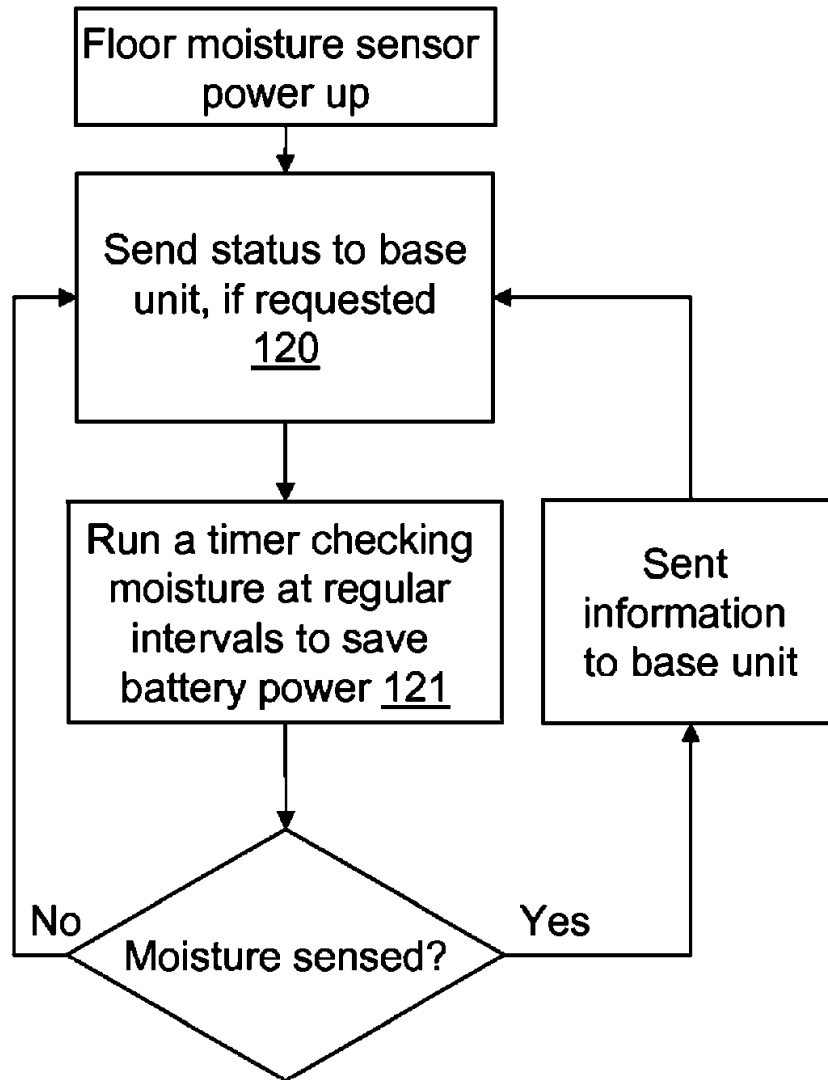 Floor moisture sensor
power up
Send status to base
unit, if requested
120
Run a timer checking
moisture at regular
intervals to save
battery power 121
Sent
information
to base unit
No
Moisture sensed?
Yes